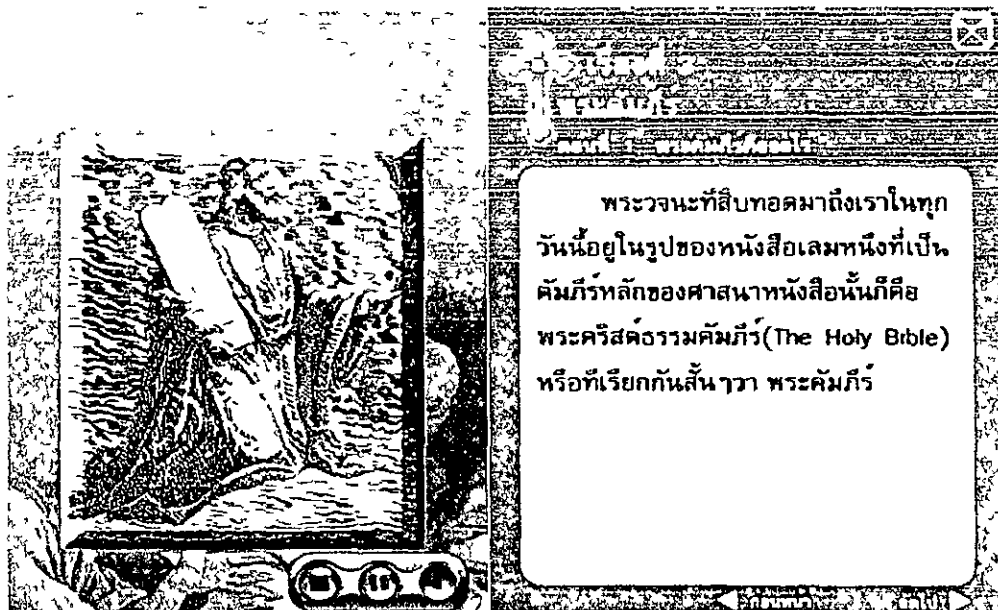 พระวจนะที่สืบทอดมาถึงเราในทุก
วันนี้อยู่ในรูปของหนังสือเล่มหนึ่งที่เป็น
คัมภีร์หลักของศาสนาหนังสือนั้นก็คือ
พระคริสต์ธรรมคัมภีร์(The Holy Bible)
หรือที่เรียกกันสั้นๆว่า พระคัมภีร์